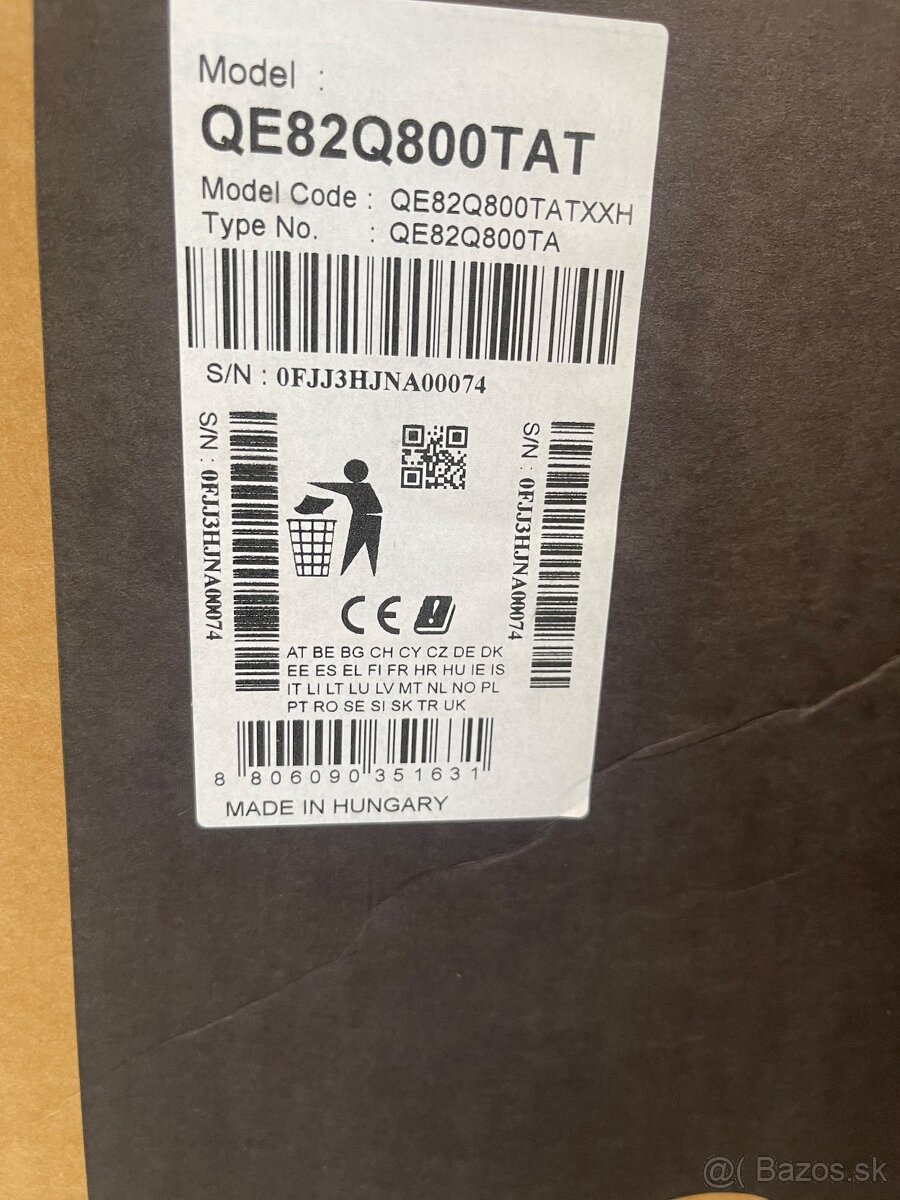 Model :
QE82Q800TAT
Model Code : QE82Q800TATXXH
Type No. : QE82Q800TA
S/N : 0FJJ3HJNA00074
S/N : 0FJJ3HJNA00074
S/N : 0FJJ3HJNA00074
CE
AT BE BG CH CY CZ DE DK
EE ES EL FI FR HR HU IE IS
IT LI LT LU LV MT NL NO PL
PT RO SE SI SK TR UK
8 806090 351631
MADE IN HUNGARY
@( Bazos.sk